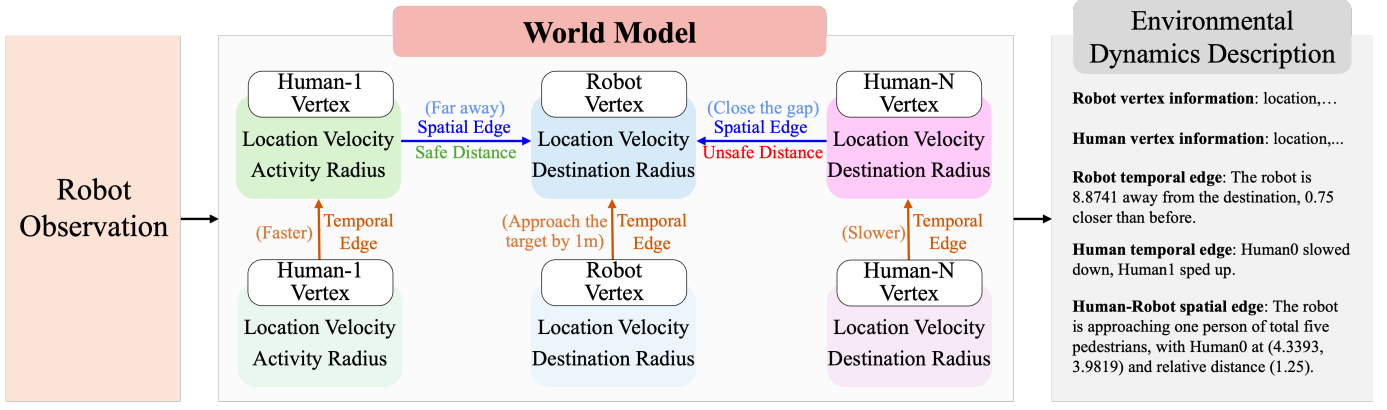 Robot
Observation
World Model
Human-1
Vertex
Location Velocity
Activity Radius
(Far away)
Spatial Edge
Safe Distance
Robot
Vertex
Location Velocity
Destination Radius
(Close the gap)
Spatial Edge
Unsafe Distance
Human-N
Vertex
Location Velocity
Destination Radius
(Faster)
Temporal
Edge
(Approach the
target by 1m)
Temporal
Edge
(Slower)
Temporal
Edge
Human-1
Vertex
Location Velocity
Activity Radius
Robot
Vertex
Location Velocity
Destination Radius
Human-N
Vertex
Location Velocity
Destination Radius
Environmental
Dynamics Description
Robot vertex information: location,…
Human vertex information: location,...
Robot temporal edge: The robot is
8.8741 away from the destination, 0.75
closer than before.
Human temporal edge: Human0 slowed
down, Human1 sped up.
Human-Robot spatial edge: The robot
is approaching one person of total five
pedestrians, with Human0 at (4.3393,
3.9819) and relative distance (1.25).